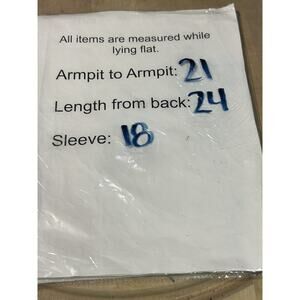 All items are measured while
lying flat.
Armpit to Armpit: 21
Length from back: 24
Sleeve: 18